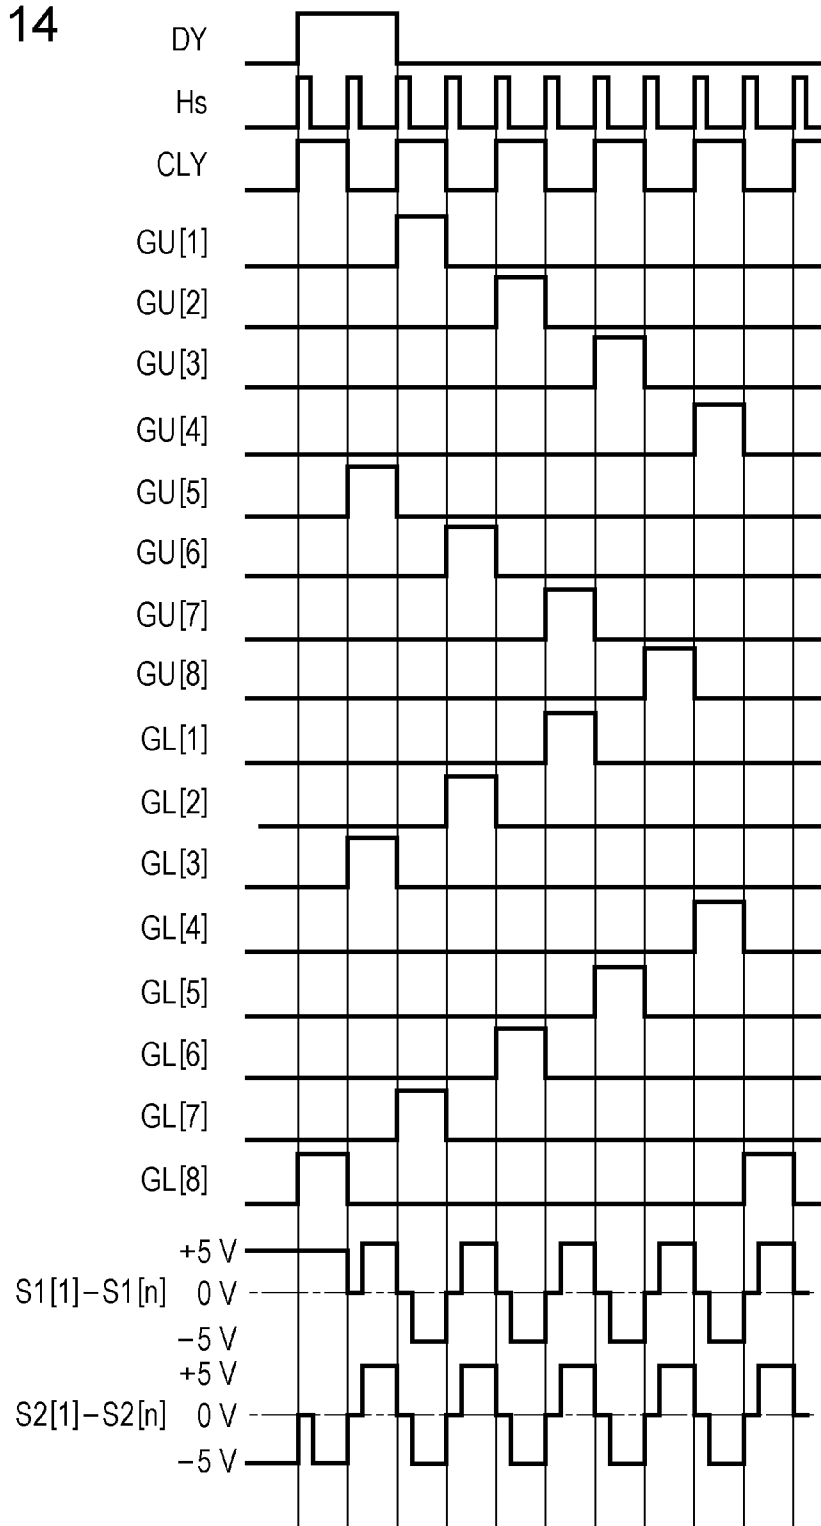 14
DY
Hs
CLY
GU[1]
GU[2]
GU[3]
GU[4]
GU[5]
GU[6]
GU[7]
GU[8]
GL[1]
GL[2]
GL[3]
GL[4]
GL[5]
GL[6]
GL[7]
GL[8]
+5 V
S1[1]–S1[n] 0 V
–5 V
+5 V
S2[1]–S2[n] 0 V
–5 V